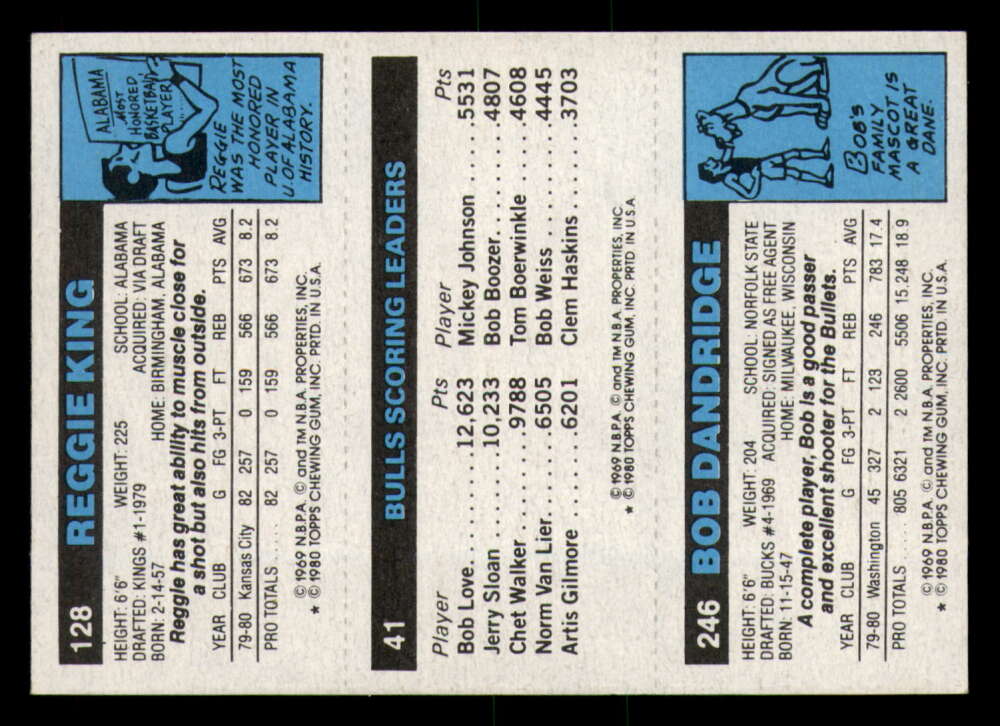 128 REGGIE KING
HEIGHT: 6'6" WEIGHT: 225 SCHOOL: ALABAMA
DRAFTED: KINGS #1-1979 ACQUIRED: VIA DRAFT
BORN: 2-14-57 HOME: BIRMINGHAM, ALABAMA
Reggie has great ability to muscle close for
a shot but also hits from outside.
YEAR CLUB G FG 3-PT FT REB PTS AVG
79-80 Kansas City 82 257 0 159 566 673 8.2
PRO TOTALS ..... 82 257 0 159 566 673 8.2
© 1969 N.B.P.A. © and TM N.B.A. PROPERTIES, INC.
★ © 1980 TOPPS CHEWING GUM, INC. PRTD. IN U.S.A.
ALABAMA
MOST
HONORED
BASKETBALL
PLAYER
REGGIE
WAS THE MOST
HONORED
PLAYER IN
U. OF ALABAMA
HISTORY.
41 BULLS SCORING LEADERS
Player Pts Player Pts
Bob Love.......12,623 Mickey Johnson .....5531
Jerry Sloan .....10,233 Bob Boozer.........4807
Chet Walker.......9788 Tom Boerwinkle ....4608
Norm Van Lier.....6505 Bob Weiss .........4445
Artis Gilmore ......6201 Clem Haskins ......3703
© 1969 N.B.P.A. © and TM N.B.A. PROPERTIES, INC.
★ © 1980 TOPPS CHEWING GUM, INC. PRTD IN U.S.A
246 BOB DANDRIDGE
HEIGHT: 6'6" WEIGHT: 204 SCHOOL: NORFOLK STATE
DRAFTED: BUCKS #4-1969 ACQUIRED: SIGNED AS FREE AGENT
BORN: 11-15-47 HOME: MILWAUKEE, WISCONSIN
A complete player, Bob is a good passer
and excellent shooter for the Bullets.
YEAR CLUB G FG 3-PT FT REB PTS AVG
79-80 Washington 45 327 2 123 246 783 17.4
PRO TOTALS ..... 805 6321 2 2600 5506 15,248 18.9
© 1969 N.B.P.A. © and TM N.B.A. PROPERTIES, INC.
★ © 1980 TOPPS CHEWING GUM, INC. PRTD. IN U.S.A.
BOB'S
FAMILY
MASCOT IS
A GREAT
DANE.